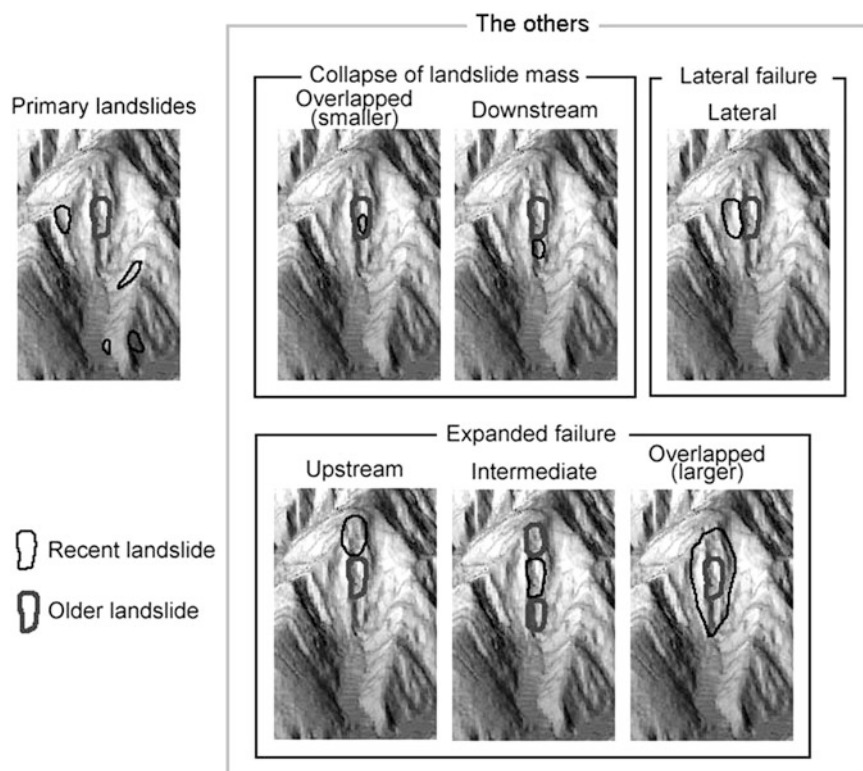 The others
Collapse of landslide mass
Lateral failure
Primary landslides
Overlapped
(smaller)
Downstream
Lateral
Expanded failure
Upstream
Intermediate
Overlapped
(larger)
Recent landslide
Older landslide